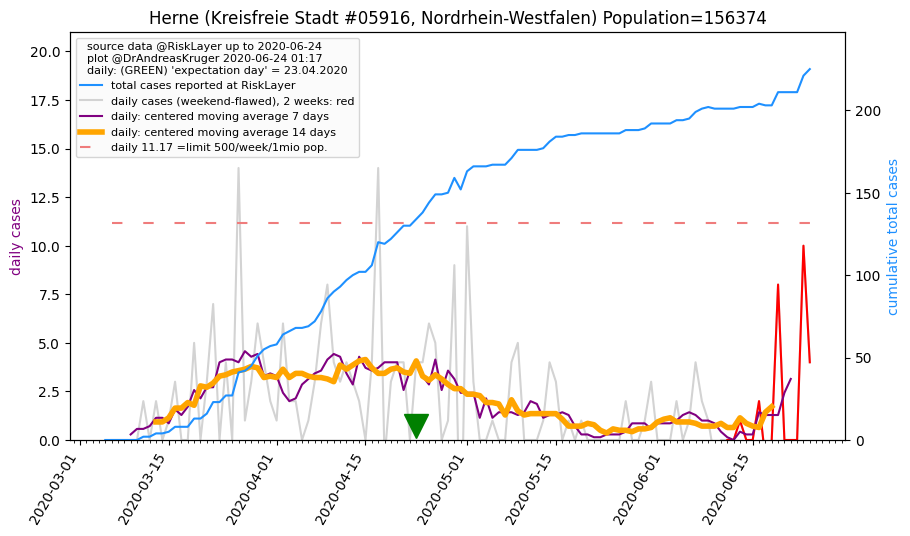 Herne (Kreisfreie Stadt #05916, Nordrhein-Westfalen) Population=156374
source data @RiskLayer up to 2020-06-24
plot @DrAndreasKruger 2020-06-24 01:17
daily: (GREEN) 'expectation day' = 23.04.2020
total cases reported at RiskLayer
daily cases (weekend-flawed), 2 weeks: red
daily: centered moving average 7 days
daily: centered moving average 14 days
daily 11.17 =limit 500/week/1mio pop.
daily cases
20.0
17.5
15.0
12.5
10.0
7.5
5.0
2.5
0.0
200
150
100
50
0
cumulative total cases
2020-03-01
2020-03-15
2020-04-01
2020-04-15
2020-05-01
2020-05-15
2020-06-01
2020-06-15